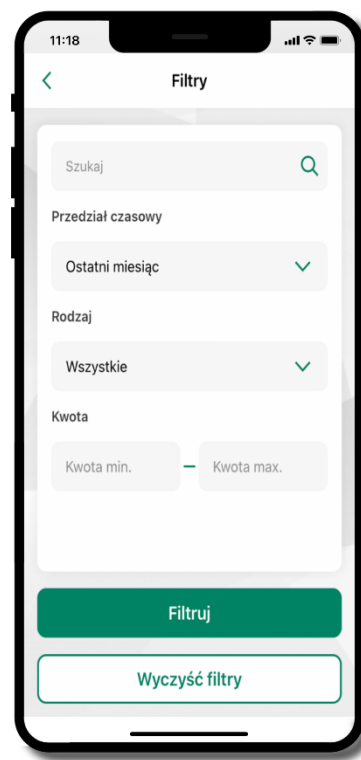 11:18
Filtry
Szukaj
Przedział czasowy
Ostatni miesiąc
Rodzaj
Wszystkie
Kwota
Kwota min. – Kwota max.
Filtruj
Wyczyść filtry